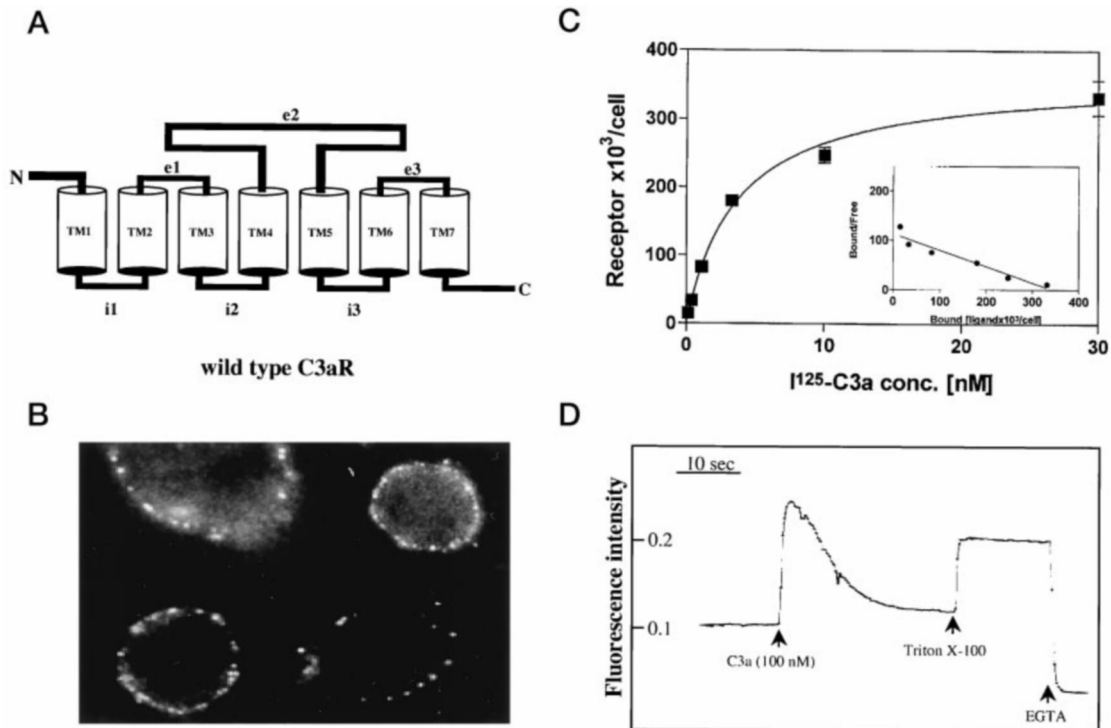 A
e2
e1
e3
N
TM1 TM2 TM3 TM4 TM5 TM6 TM7
C
i1 i2 i3
wild type C3aR
B
C
Receptor x10³/cell
400
300
200
100
0
0 10 20 30
I¹²⁵-C3a conc. [nM]
Bound/Free
200
100
0
0 100 200 300 400
Bound [ligandx10³/cell]
D
Fluorescence intensity
10 sec
0.2
0.1
C3a (100 nM)
Triton X-100
EGTA